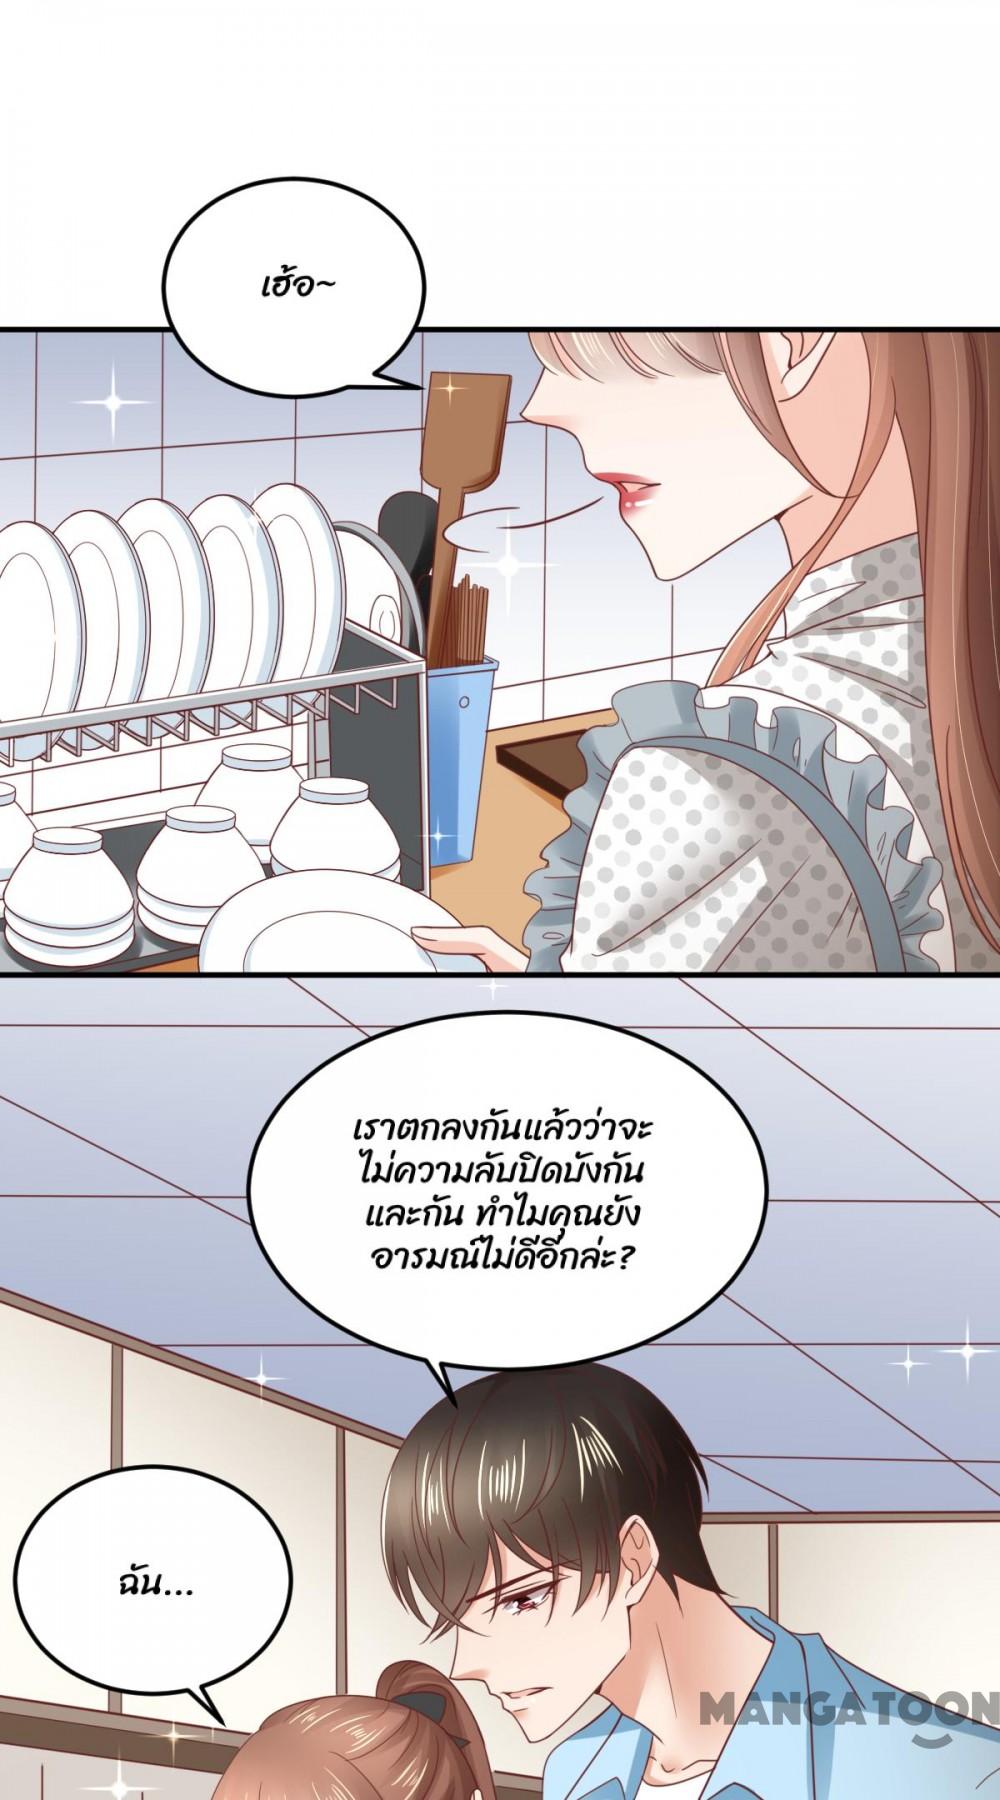 เฮ้อ~
เราตกลงกันแล้วว่าจะ
ไม่ความลับปิดบังกัน
และกัน ทำไมคุณยัง
อารมณ์ไม่ดีอีกล่ะ?
ฉัน...
MANGATOON